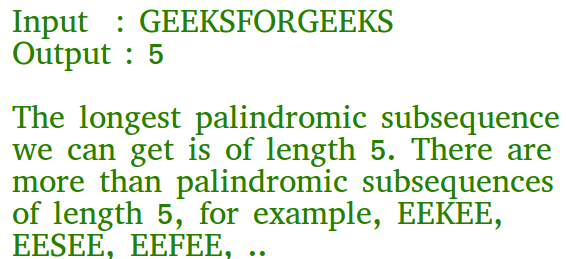 Input : GEEKSFORGEEKS
Output : 5
The longest palindromic subsequence
we can get is of length 5. There are
more than palindromic subsequences
of length 5, for example, EEKEE,
EESEE, EEFEE, ..